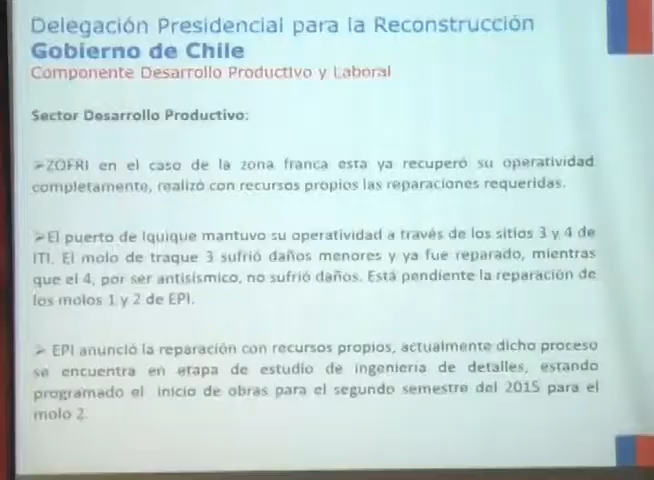 Delegación Presidencial para la Reconstrucción
Gobierno de Chile
Componente Desarrollo Productivo y Laboral
Sector Desarrollo Productivo:
➢ZOFRI en el caso de la zona franca esta ya recuperó su operatividad
completamente, realizó con recursos propios las reparaciones requeridas.
➢El puerto de Iquique mantuvo su operatividad a través de los sitios 3 y 4 de
ITI. El molo de traque 3 sufrió daños menores y ya fue reparado, mientras
que el 4, por ser antisísmico, no sufrió daños. Está pendiente la reparación de
los molos 1 y 2 de EPI.
➢ EPI anunció la reparación con recursos propios, actualmente dicho proceso
se encuentra en etapa de estudio de ingeniería de detalles, estando
programado el inicio de obras para el segundo semestre del 2015 para el
molo 2.